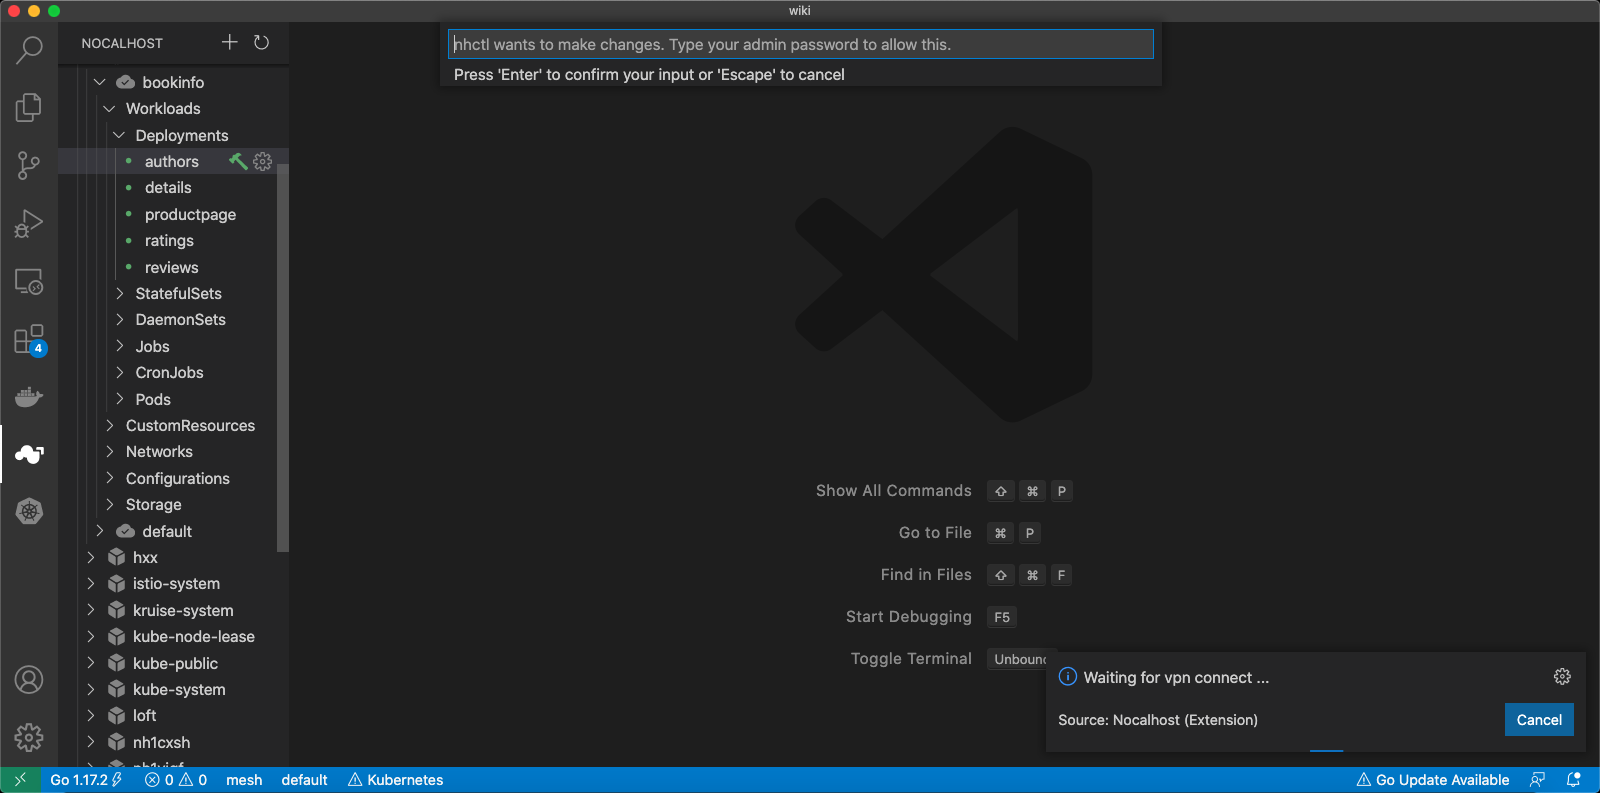 wiki
NOCALHOST
nhctl wants to make changes. Type your admin password to allow this.
Press 'Enter' to confirm your input or 'Escape' to cancel
bookinfo
Workloads
Deployments
authors
details
productpage
ratings
reviews
StatefulSets
DaemonSets
Jobs
CronJobs
Pods
CustomResources
Networks
Configurations
Storage
default
hxx
istio-system
kruise-system
kube-node-lease
kube-public
kube-system
loft
nh1cxsh
4
Show All Commands ⇧ ⌘ P
Go to File ⌘ P
Find in Files ⇧ ⌘ F
Start Debugging F5
Toggle Terminal Unbound
Waiting for vpn connect ...
Source: Nocalhost (Extension)
Cancel
Go 1.17.2 0 0 mesh default Kubernetes Go Update Available